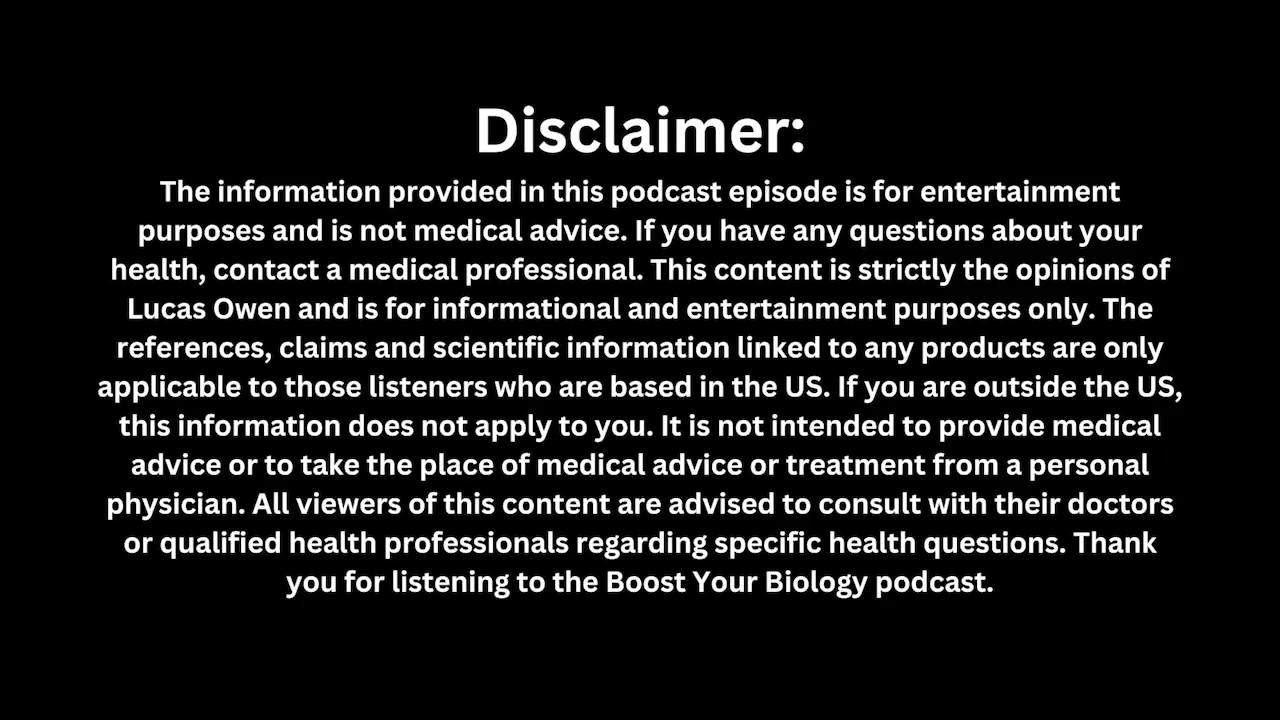 Disclaimer:
The information provided in this podcast episode is for entertainment
purposes and is not medical advice. If you have any questions about your
health, contact a medical professional. This content is strictly the opinions of
Lucas Owen and is for informational and entertainment purposes only. The
references, claims and scientific information linked to any products are only
applicable to those listeners who are based in the US. If you are outside the US,
this information does not apply to you. It is not intended to provide medical
advice or to take the place of medical advice or treatment from a personal
physician. All viewers of this content are advised to consult with their doctors
or qualified health professionals regarding specific health questions. Thank
you for listening to the Boost Your Biology podcast.